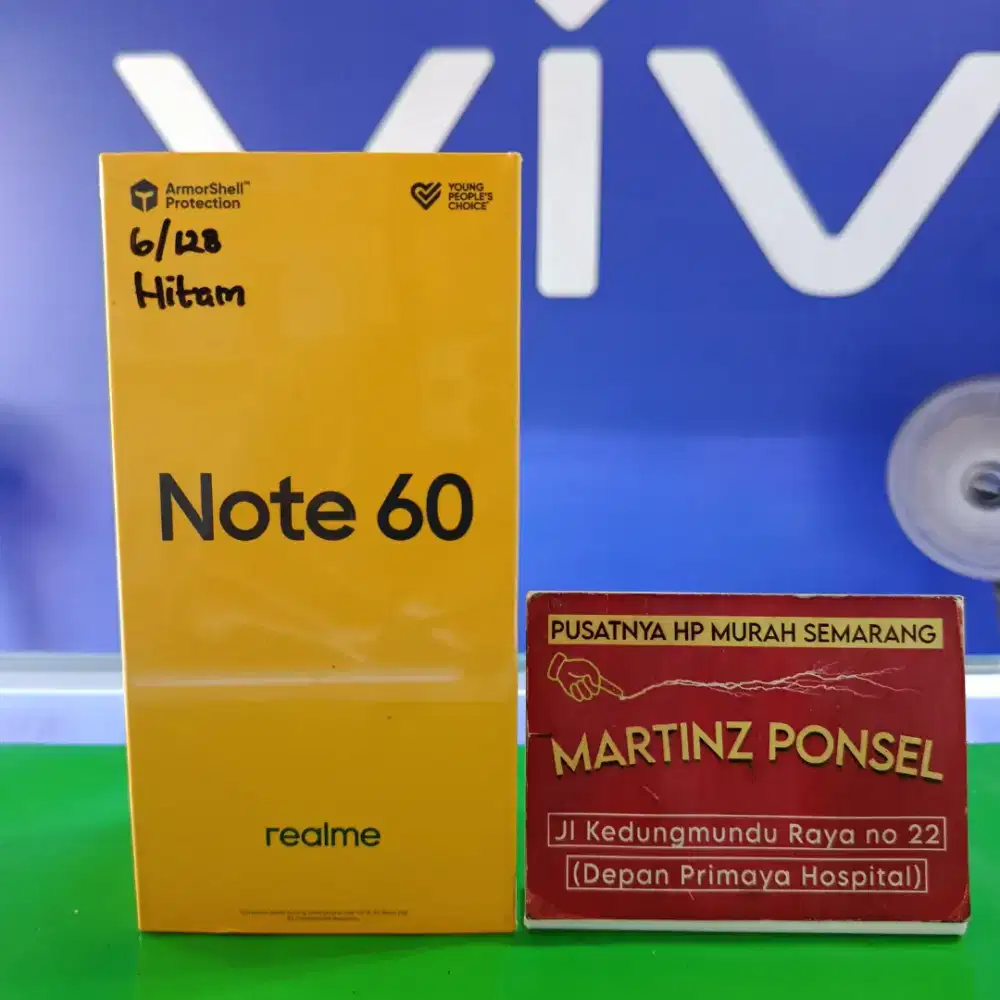 vivo
ArmorShell™
Protection
YOUNG
PEOPLE'S
CHOICE
6/128
Hitam
Note 60
realme
PUSATNYA HP MURAH SEMARANG
MARTINZ PONSEL
Jl Kedungmundu Raya no 22
(Depan Primaya Hospital)